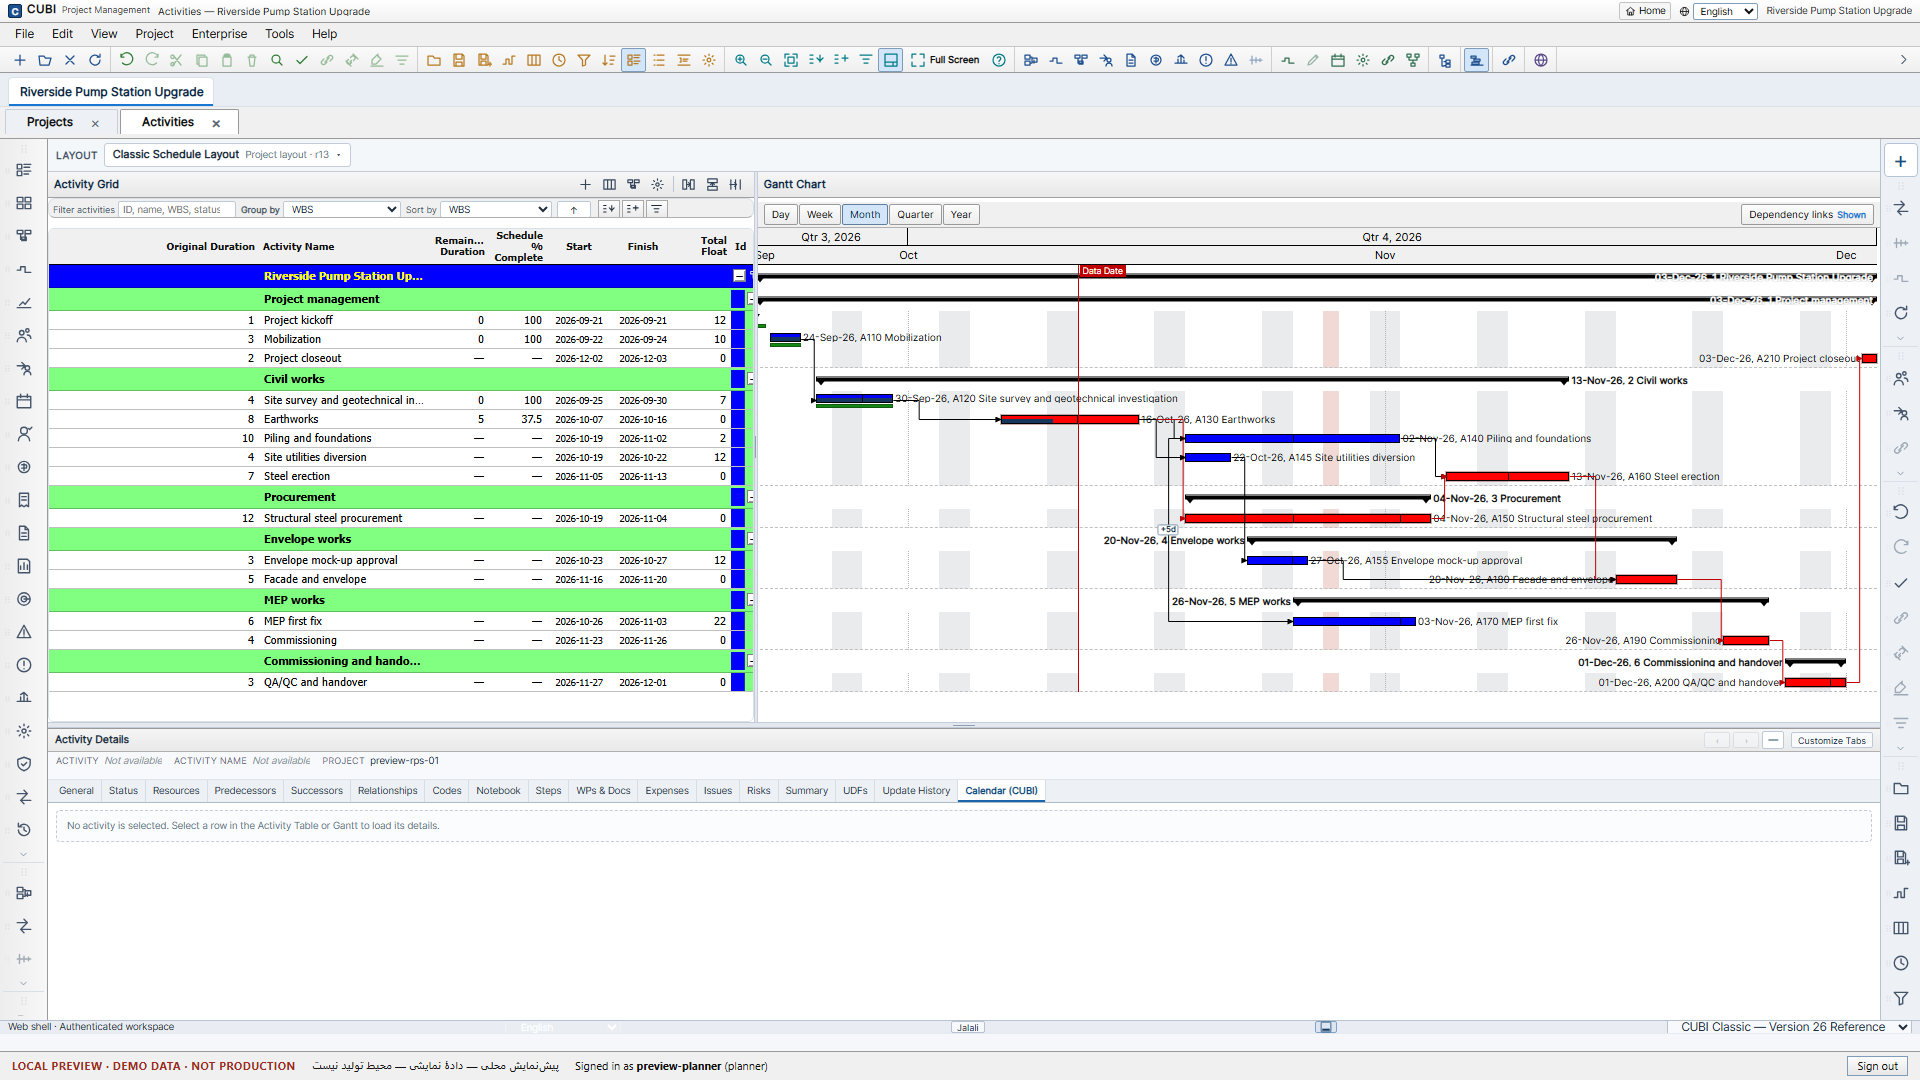 CUBI Project Management Activities — Riverside Pump Station Upgrade
Home English Riverside Pump Station Upgrade
File Edit View Project Enterprise Tools Help
Full Screen
Riverside Pump Station Upgrade
Projects Activities
LAYOUT Classic Schedule Layout Project layout · r13
Activity Grid
Gantt Chart
Filter activities ID, name, WBS, status Group by WBS Sort by WBS
Day Week Month Quarter Year Dependency links Shown
Original Duration Activity Name Remain... Duration Schedule % Complete Start Finish Total Float Id
Qtr 3, 2026 Qtr 4, 2026
Sep Oct Nov Dec
Data Date
Riverside Pump Station Up...
03-Dec-26, 1 Riverside Pump Station Upgrade
Project management
03-Dec-26, 1 Project management
1 Project kickoff 0 100 2026-09-21 2026-09-21 12
3 Mobilization 0 100 2026-09-22 2026-09-24 10
24-Sep-26, A110 Mobilization
2 Project closeout — — 2026-12-02 2026-12-03 0
03-Dec-26, A210 Project closeout
Civil works
13-Nov-26, 2 Civil works
4 Site survey and geotechnical in... 0 100 2026-09-25 2026-09-30 7
30-Sep-26, A120 Site survey and geotechnical investigation
8 Earthworks 5 37.5 2026-10-07 2026-10-16 0
16-Oct-26, A130 Earthworks
10 Piling and foundations — — 2026-10-19 2026-11-02 2
02-Nov-26, A140 Piling and foundations
4 Site utilities diversion — — 2026-10-19 2026-10-22 12
22-Oct-26, A145 Site utilities diversion
7 Steel erection — — 2026-11-05 2026-11-13 0
13-Nov-26, A160 Steel erection
Procurement
04-Nov-26, 3 Procurement
12 Structural steel procurement — — 2026-10-19 2026-11-04 0
04-Nov-26, A150 Structural steel procurement
+5d
Envelope works
20-Nov-26, 4 Envelope works
3 Envelope mock-up approval — — 2026-10-23 2026-10-27 12
27-Oct-26, A155 Envelope mock-up approval
5 Facade and envelope — — 2026-11-16 2026-11-20 0
20-Nov-26, A180 Facade and envelope
MEP works
26-Nov-26, 5 MEP works
6 MEP first fix — — 2026-10-26 2026-11-03 22
03-Nov-26, A170 MEP first fix
4 Commissioning — — 2026-11-23 2026-11-26 0
26-Nov-26, A190 Commissioning
Commissioning and hando...
01-Dec-26, 6 Commissioning and handover
3 QA/QC and handover — — 2026-11-27 2026-12-01 0
01-Dec-26, A200 QA/QC and handover
Activity Details
Customize Tabs
ACTIVITY Not available ACTIVITY NAME Not available PROJECT preview-rps-01
General Status Resources Predecessors Successors Relationships Codes Notebook Steps WPs & Docs Expenses Issues Risks Summary UDFs Update History Calendar (CUBI)
No activity is selected. Select a row in the Activity Table or Gantt to load its details.
Web shell · Authenticated workspace English Jalali CUBI Classic — Version 26 Reference
LOCAL PREVIEW · DEMO DATA · NOT PRODUCTION پیش‌نمایش محلی — دادهٔ نمایشی — محیط تولید نیست Signed in as preview-planner (planner) Sign out